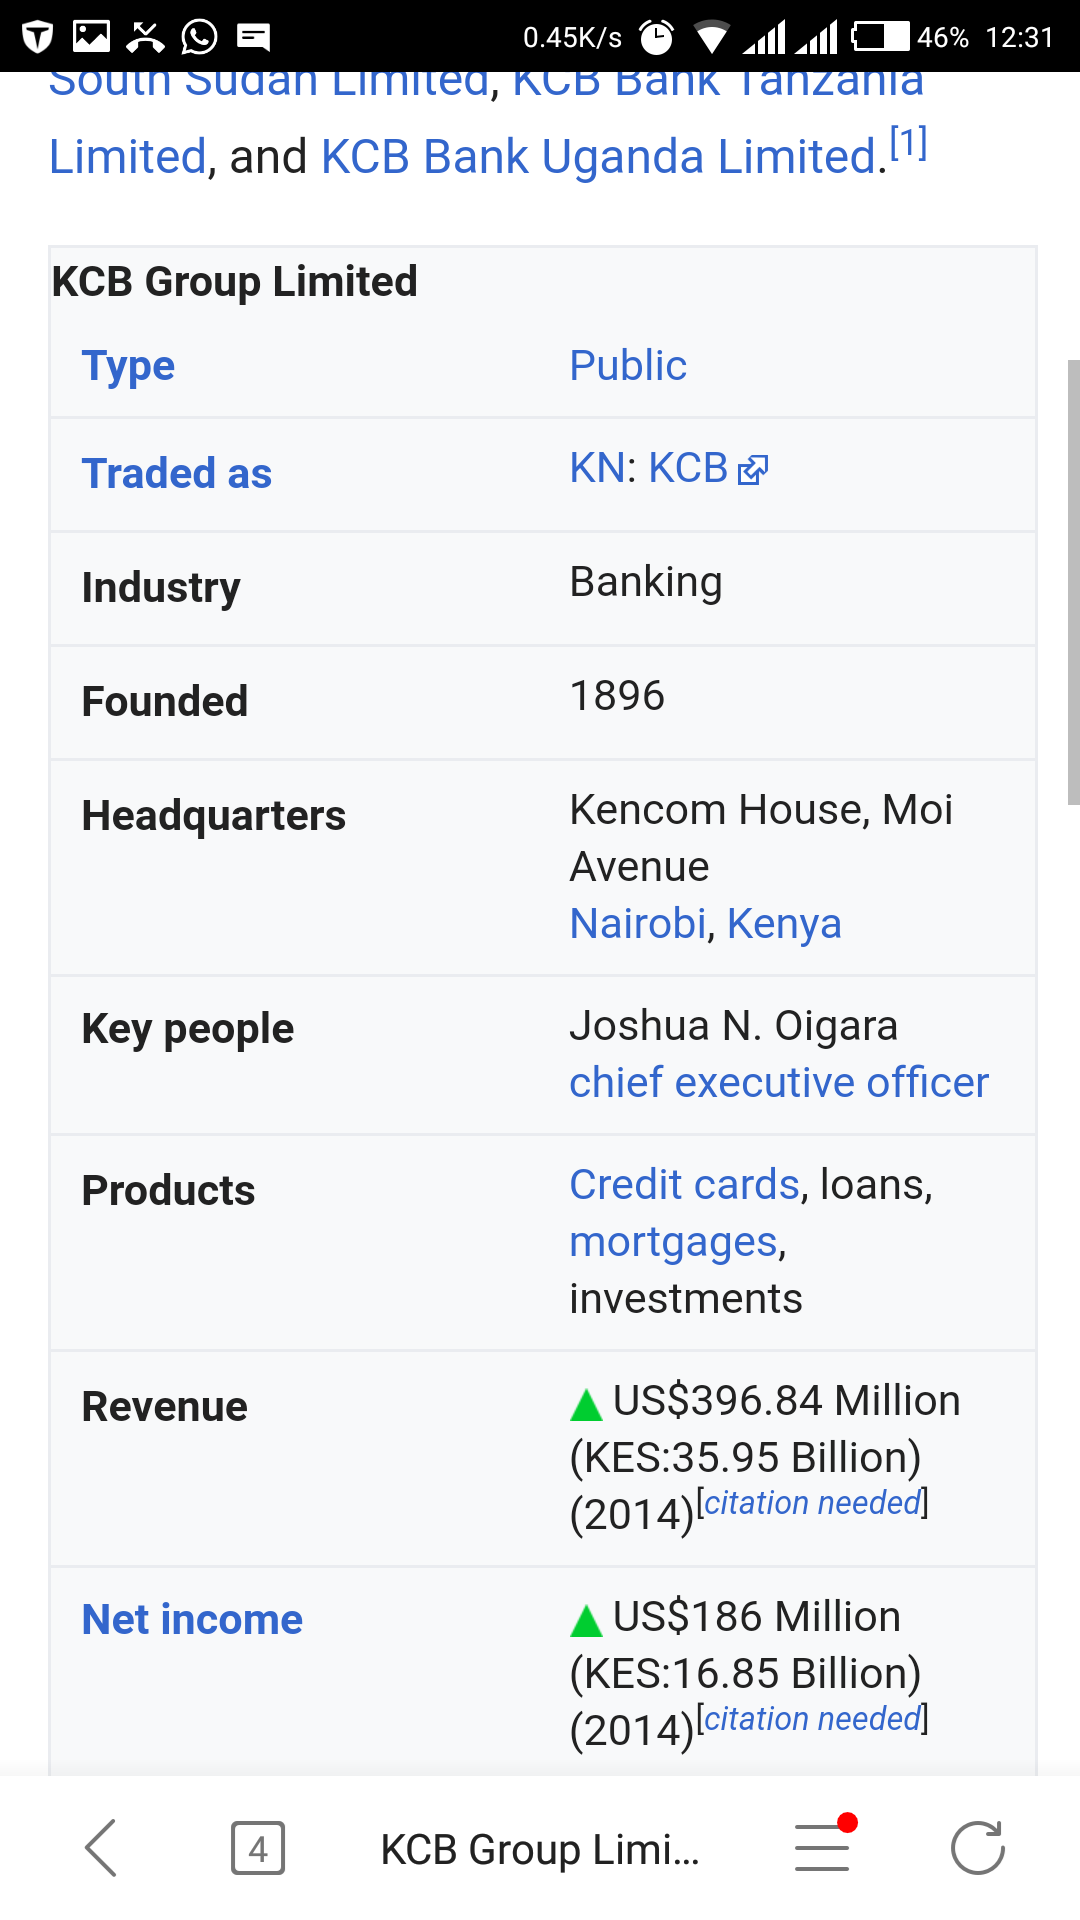 0.45K/s 46% 12:31
South Sudan Limited, KCB Bank Tanzania
Limited, and KCB Bank Uganda Limited.[1]
KCB Group Limited
Type Public
Traded as KN: KCB
Industry Banking
Founded 1896
Headquarters Kencom House, Moi
Avenue
Nairobi, Kenya
Key people Joshua N. Oigara
chief executive officer
Products Credit cards, loans,
mortgages,
investments
Revenue ▲ US$396.84 Million
(KES:35.95 Billion)
(2014)[citation needed]
Net income ▲ US$186 Million
(KES:16.85 Billion)
(2014)[citation needed]
4 KCB Group Limi...